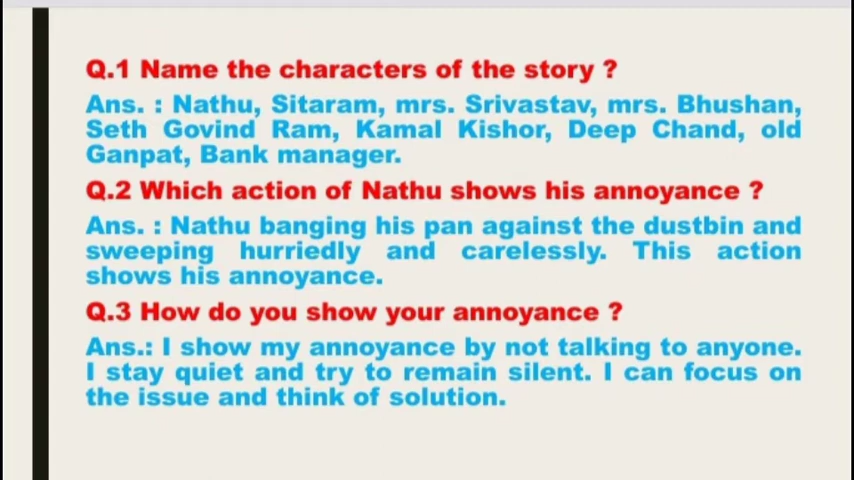 Q.1 Name the characters of the story ?
Ans. : Nathu, Sitaram, mrs. Srivastav, mrs. Bhushan,
Seth Govind Ram, Kamal Kishor, Deep Chand, old
Ganpat, Bank manager.
Q.2 Which action of Nathu shows his annoyance ?
Ans. : Nathu banging his pan against the dustbin and
sweeping hurriedly and carelessly. This action
shows his annoyance.
Q.3 How do you show your annoyance ?
Ans.: I show my annoyance by not talking to anyone.
I stay quiet and try to remain silent. I can focus on
the issue and think of solution.